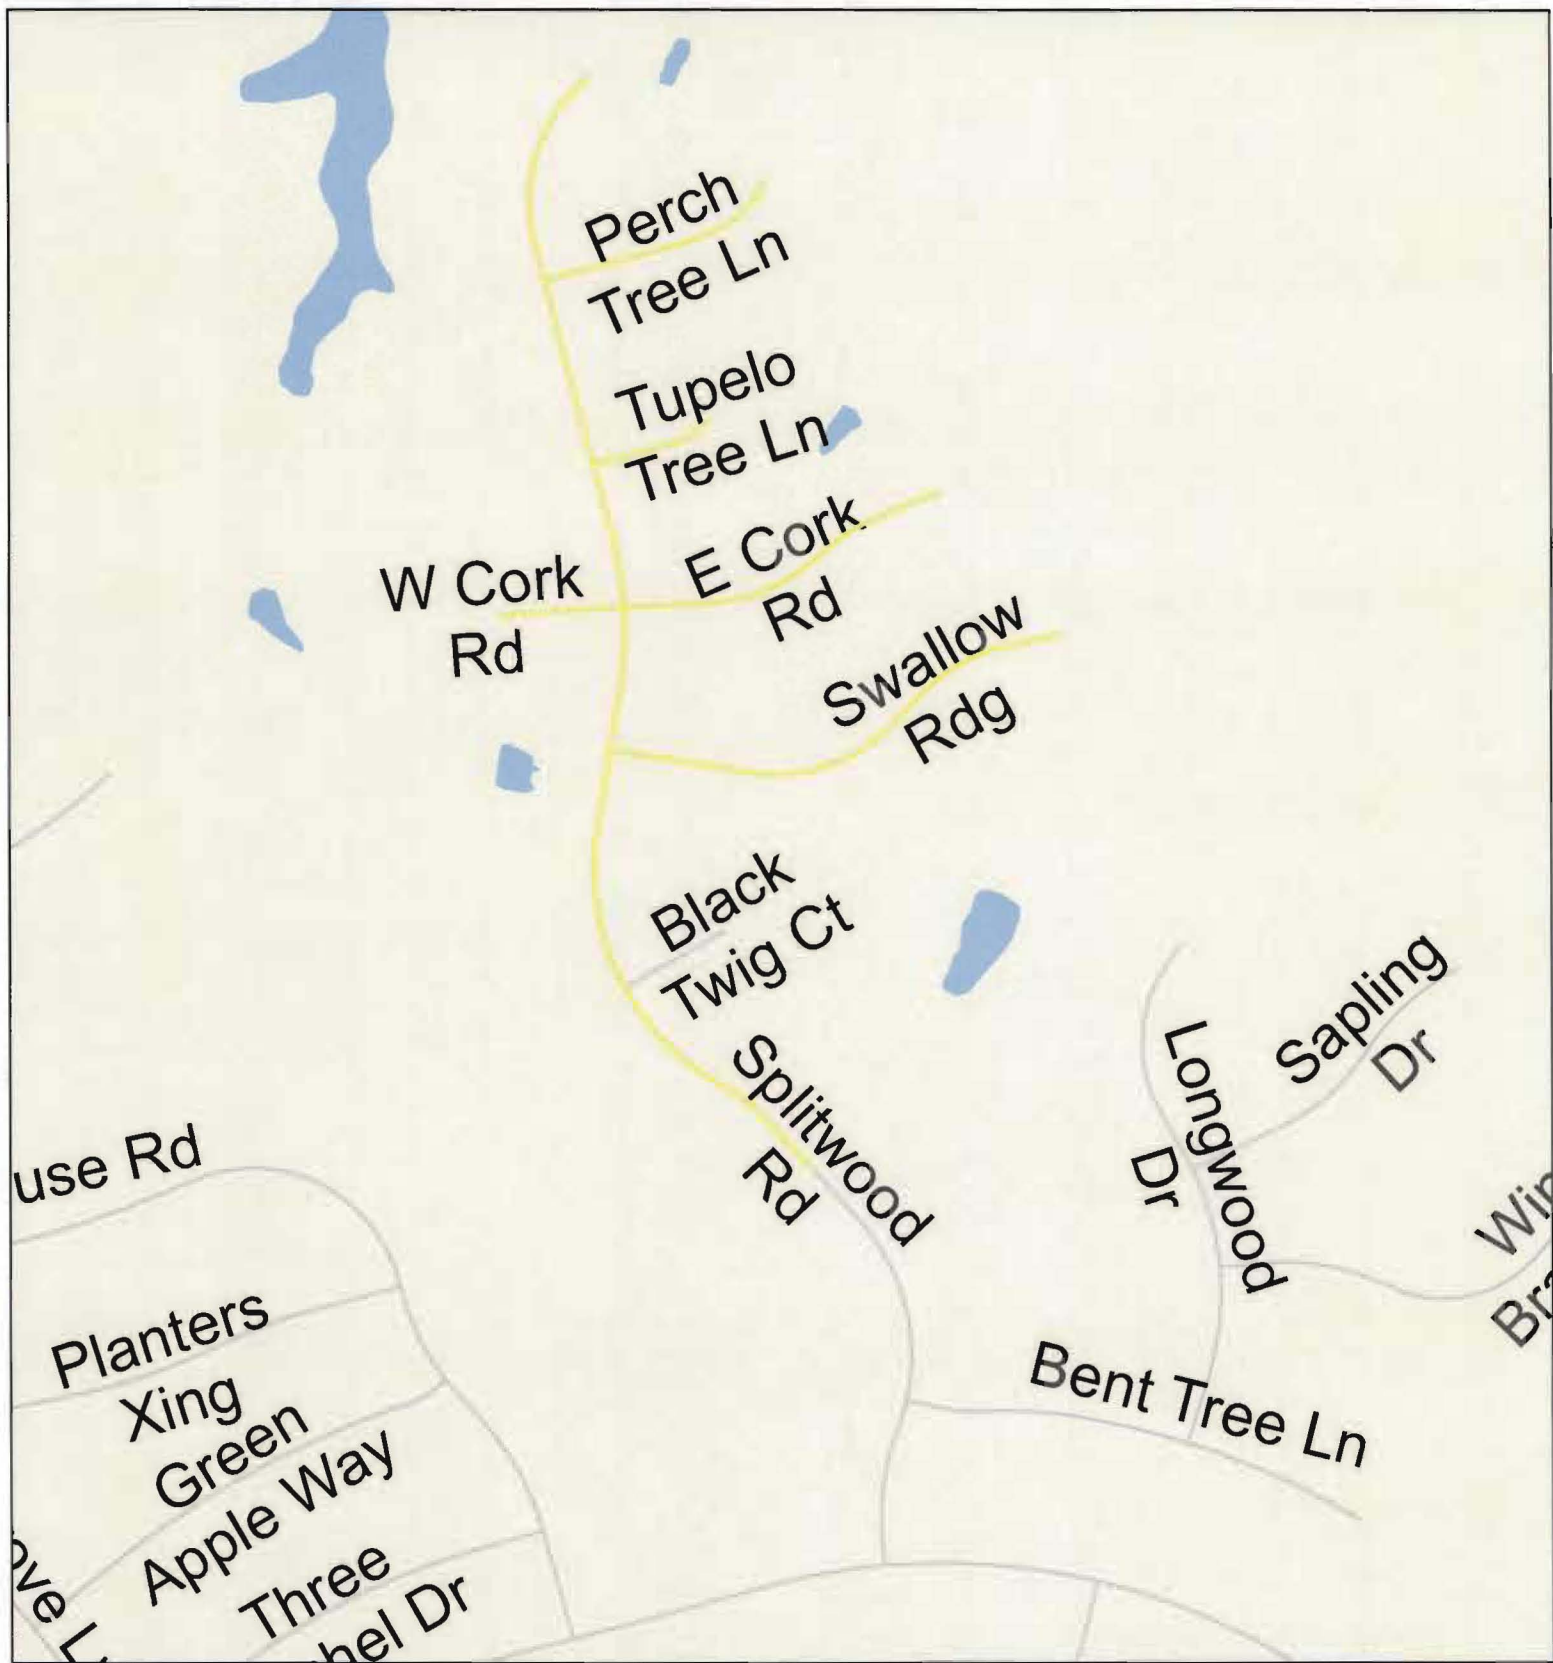 Perch
Tree Ln
Tupelo
Tree Ln
E Cork
Rd
W Cork
Rd
Swallow
Rdg
Black
Twig Ct
Splitwood
Rd
Longwood
Dr
Sapling
Dr
use Rd
Planters
Xing
Green
Apple Way
Three
hel Dr
Bent Tree Ln